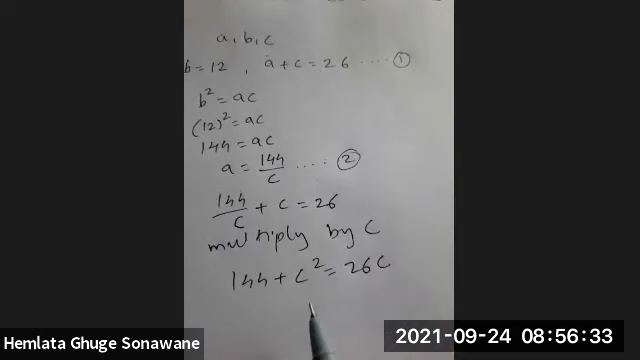 a, b, c
b = 12 , a + c = 26 .... ①
b² = ac
(12)² = ac
144 = ac
a = 144/c .... ②
144/c + c = 26
multiply by c
144 + c² = 26c
Hemlata Ghuge Sonawane
2021-09-24 08:56:33